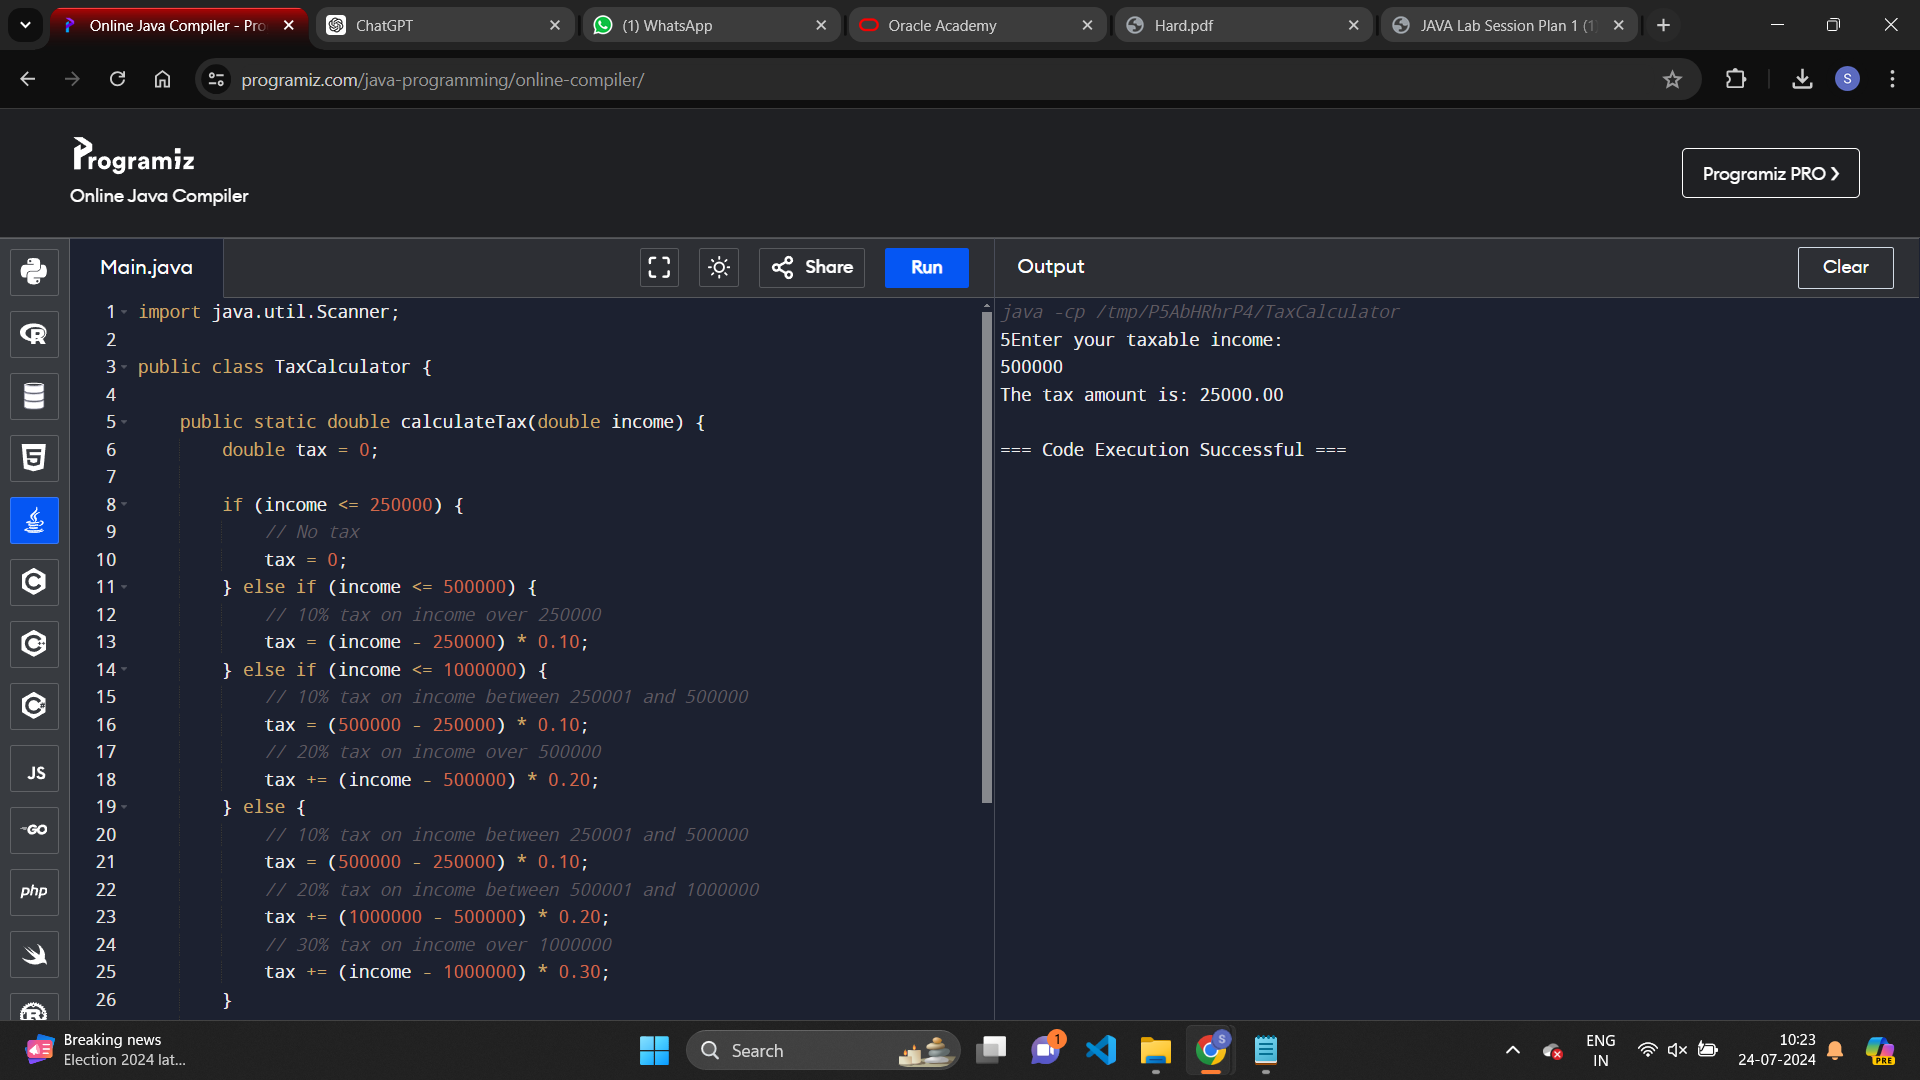 Online Java Compiler - Pro
ChatGPT
(1) WhatsApp
Oracle Academy
Hard.pdf
JAVA Lab Session Plan 1 (1
programiz.com/java-programming/online-compiler/
S
Programiz
Online Java Compiler
Programiz PRO ❯
Main.java
Share
Run
Output
Clear
1 import java.util.Scanner;
2
3 public class TaxCalculator {
4
5 public static double calculateTax(double income) {
6 double tax = 0;
7
8 if (income <= 250000) {
9 // No tax
10 tax = 0;
11 } else if (income <= 500000) {
12 // 10% tax on income over 250000
13 tax = (income - 250000) * 0.10;
14 } else if (income <= 1000000) {
15 // 10% tax on income between 250001 and 500000
16 tax = (500000 - 250000) * 0.10;
17 // 20% tax on income over 500000
18 tax += (income - 500000) * 0.20;
19 } else {
20 // 10% tax on income between 250001 and 500000
21 tax = (500000 - 250000) * 0.10;
22 // 20% tax on income between 500001 and 1000000
23 tax += (1000000 - 500000) * 0.20;
24 // 30% tax on income over 1000000
25 tax += (income - 1000000) * 0.30;
26 }
java -cp /tmp/P5AbHRhrP4/TaxCalculator
5Enter your taxable income:
500000
The tax amount is: 25000.00
=== Code Execution Successful ===
R
5
C
C++
C#
JS
GO
php
R
Breaking news
Election 2024 lat...
Search
1
S
ENG
IN
10:23
24-07-2024
PRE